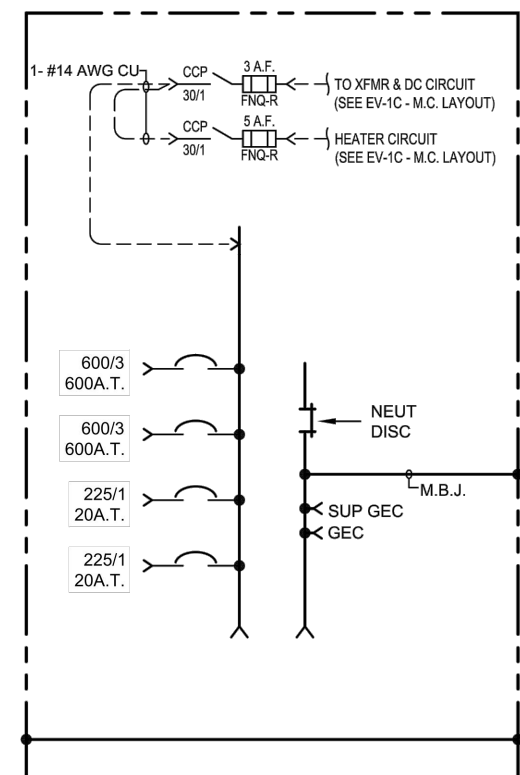 1- #14 AWG CU
CCP
30/1
3 A.F.
FNQ-R
TO XFMR & DC CIRCUIT
(SEE EV-1C - M.C. LAYOUT)
CCP
30/1
5 A.F.
FNQ-R
HEATER CIRCUIT
(SEE EV-1C - M.C. LAYOUT)
600/3
600A.T.
600/3
600A.T.
225/1
20A.T.
225/1
20A.T.
NEUT
DISC
M.B.J.
SUP GEC
GEC